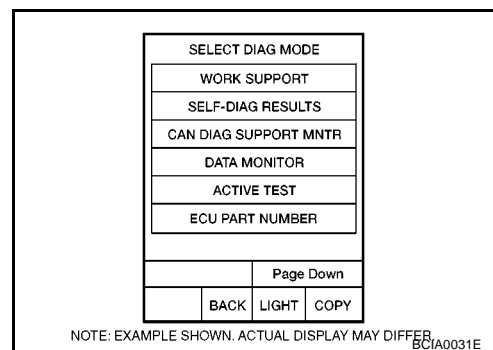 SELECT DIAG MODE
WORK SUPPORT
SELF-DIAG RESULTS
CAN DIAG SUPPORT MNTR
DATA MONITOR
ACTIVE TEST
ECU PART NUMBER
Page Down
BACK LIGHT COPY
NOTE: EXAMPLE SHOWN. ACTUAL DISPLAY MAY DIFFER
BCIA0031E